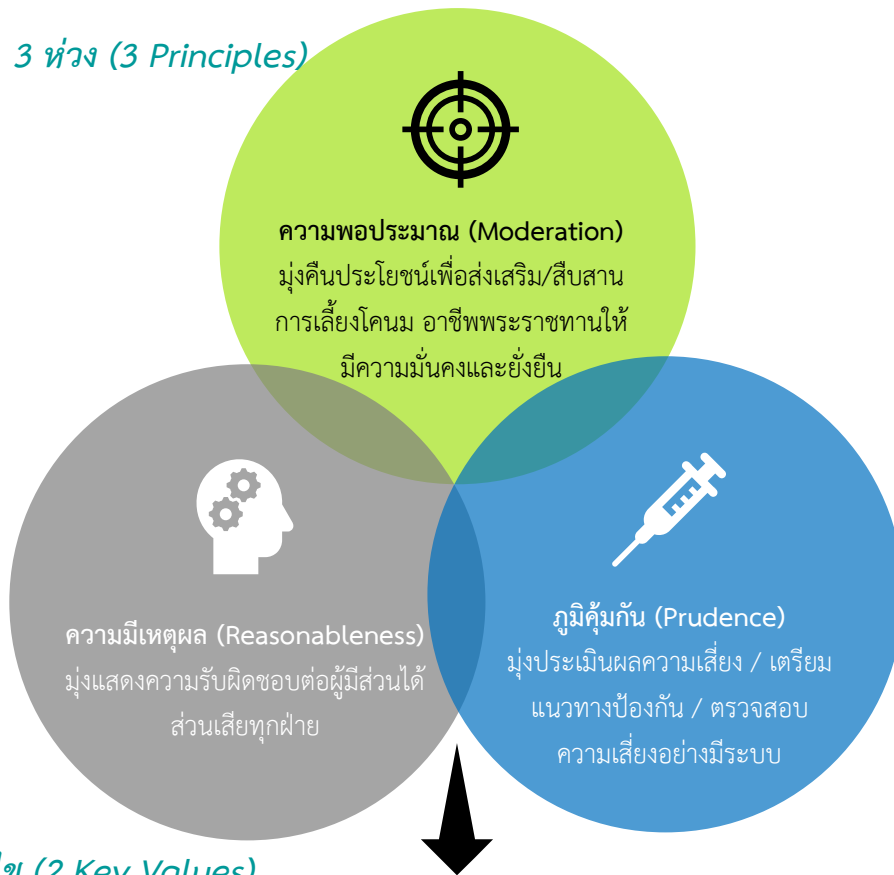 3 ห่วง (3 Principles)
ความพอประมาณ (Moderation)
มุ่งคืนประโยชน์เพื่อส่งเสริม/สืบสาน
การเลี้ยงโคนม อาชีพพระราชทานให้
มีความมั่นคงและยั่งยืน
ความมีเหตุผล (Reasonableness)
มุ่งแสดงความรับผิดชอบต่อผู้มีส่วนได้
ส่วนเสียทุกฝ่าย
ภูมิคุ้มกัน (Prudence)
มุ่งประเมินผลความเสี่ยง / เตรียม
แนวทางป้องกัน / ตรวจสอบ
ความเสี่ยงอย่างมีระบบ
(2 Key Values)